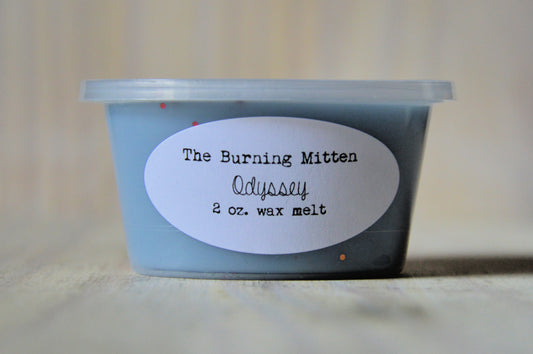 The Burning Mitten
Odyssey
2 oz. wax melt